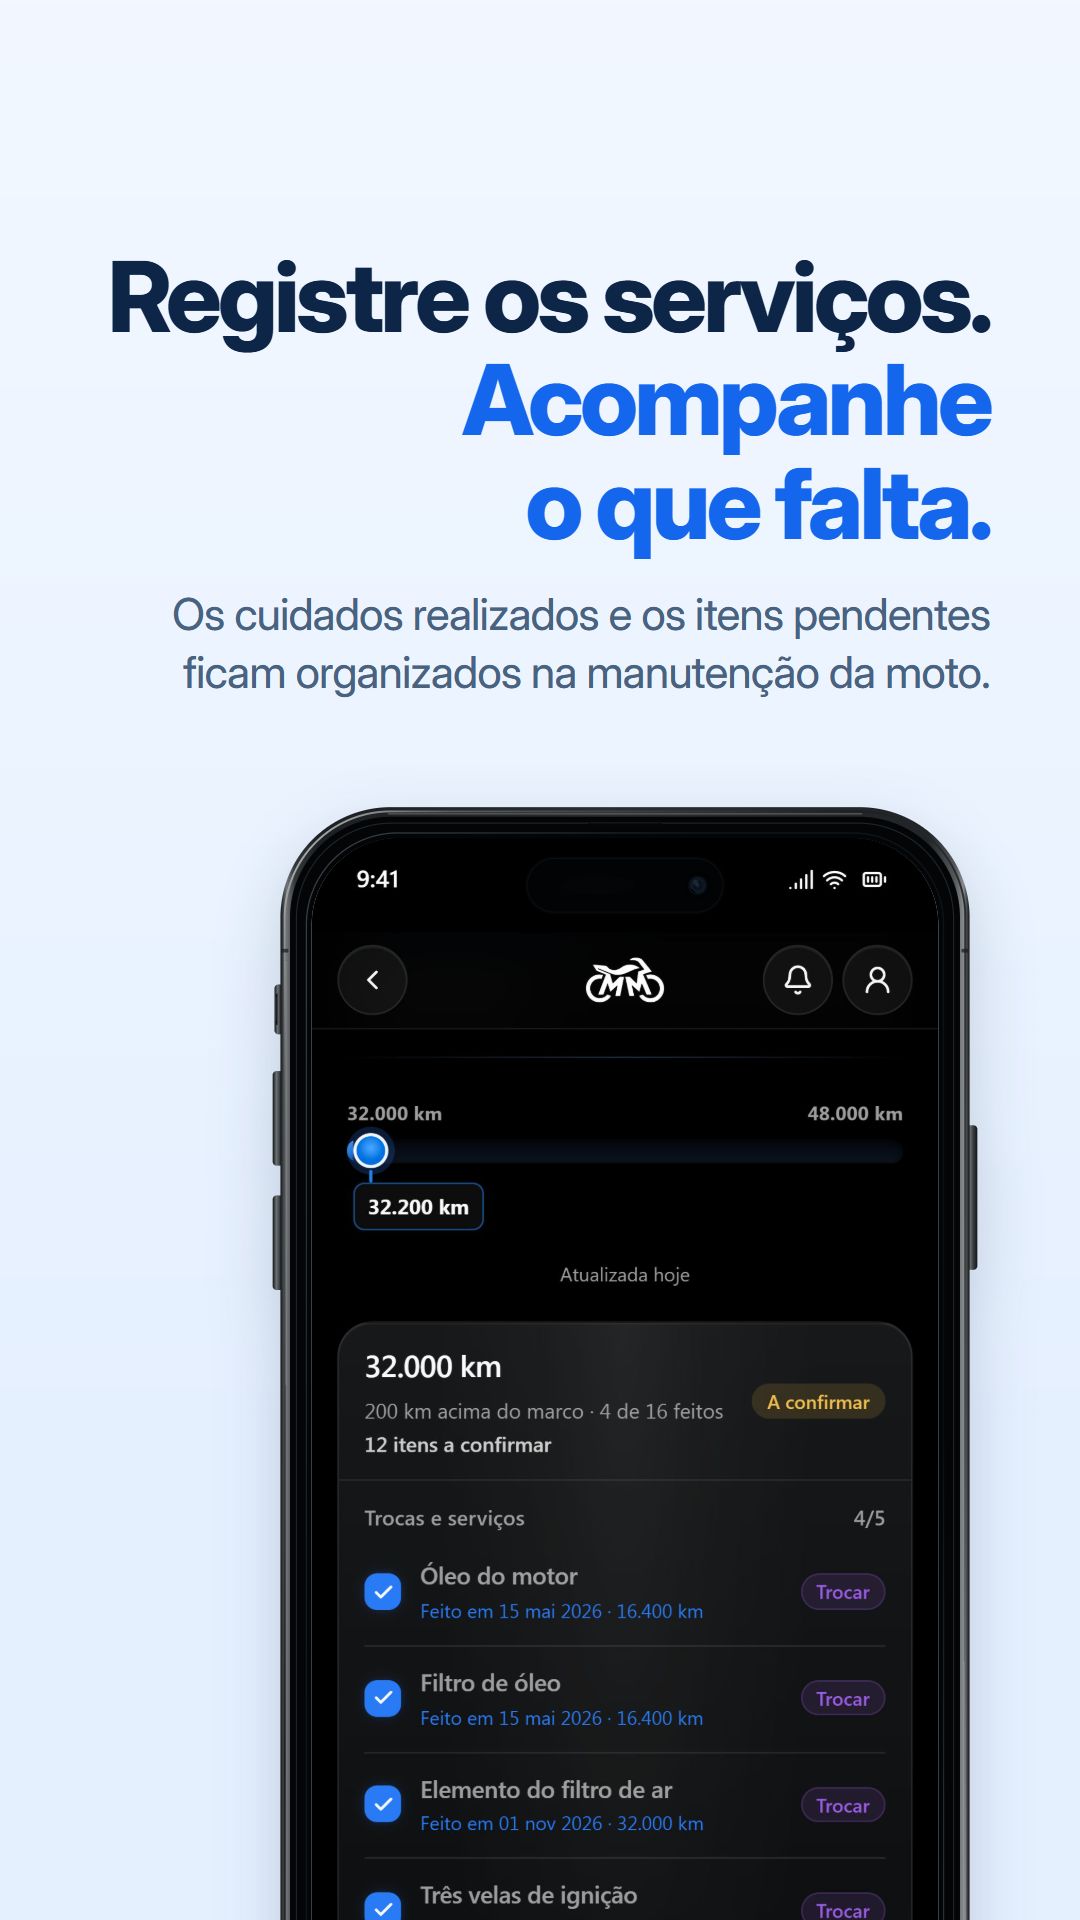 Registre os serviços.
Acompanhe
o que falta.
Os cuidados realizados e os itens pendentes
ficam organizados na manutenção da moto.
9:41
MM
32.000 km
48.000 km
32.200 km
Atualizada hoje
32.000 km
200 km acima do marco · 4 de 16 feitos
A confirmar
12 itens a confirmar
Trocas e serviços
4/5
Óleo do motor
Feito em 15 mai 2026 · 16.400 km
Trocar
Filtro de óleo
Feito em 15 mai 2026 · 16.400 km
Trocar
Elemento do filtro de ar
Feito em 01 nov 2026 · 32.000 km
Trocar
Três velas de ignição
Trocar